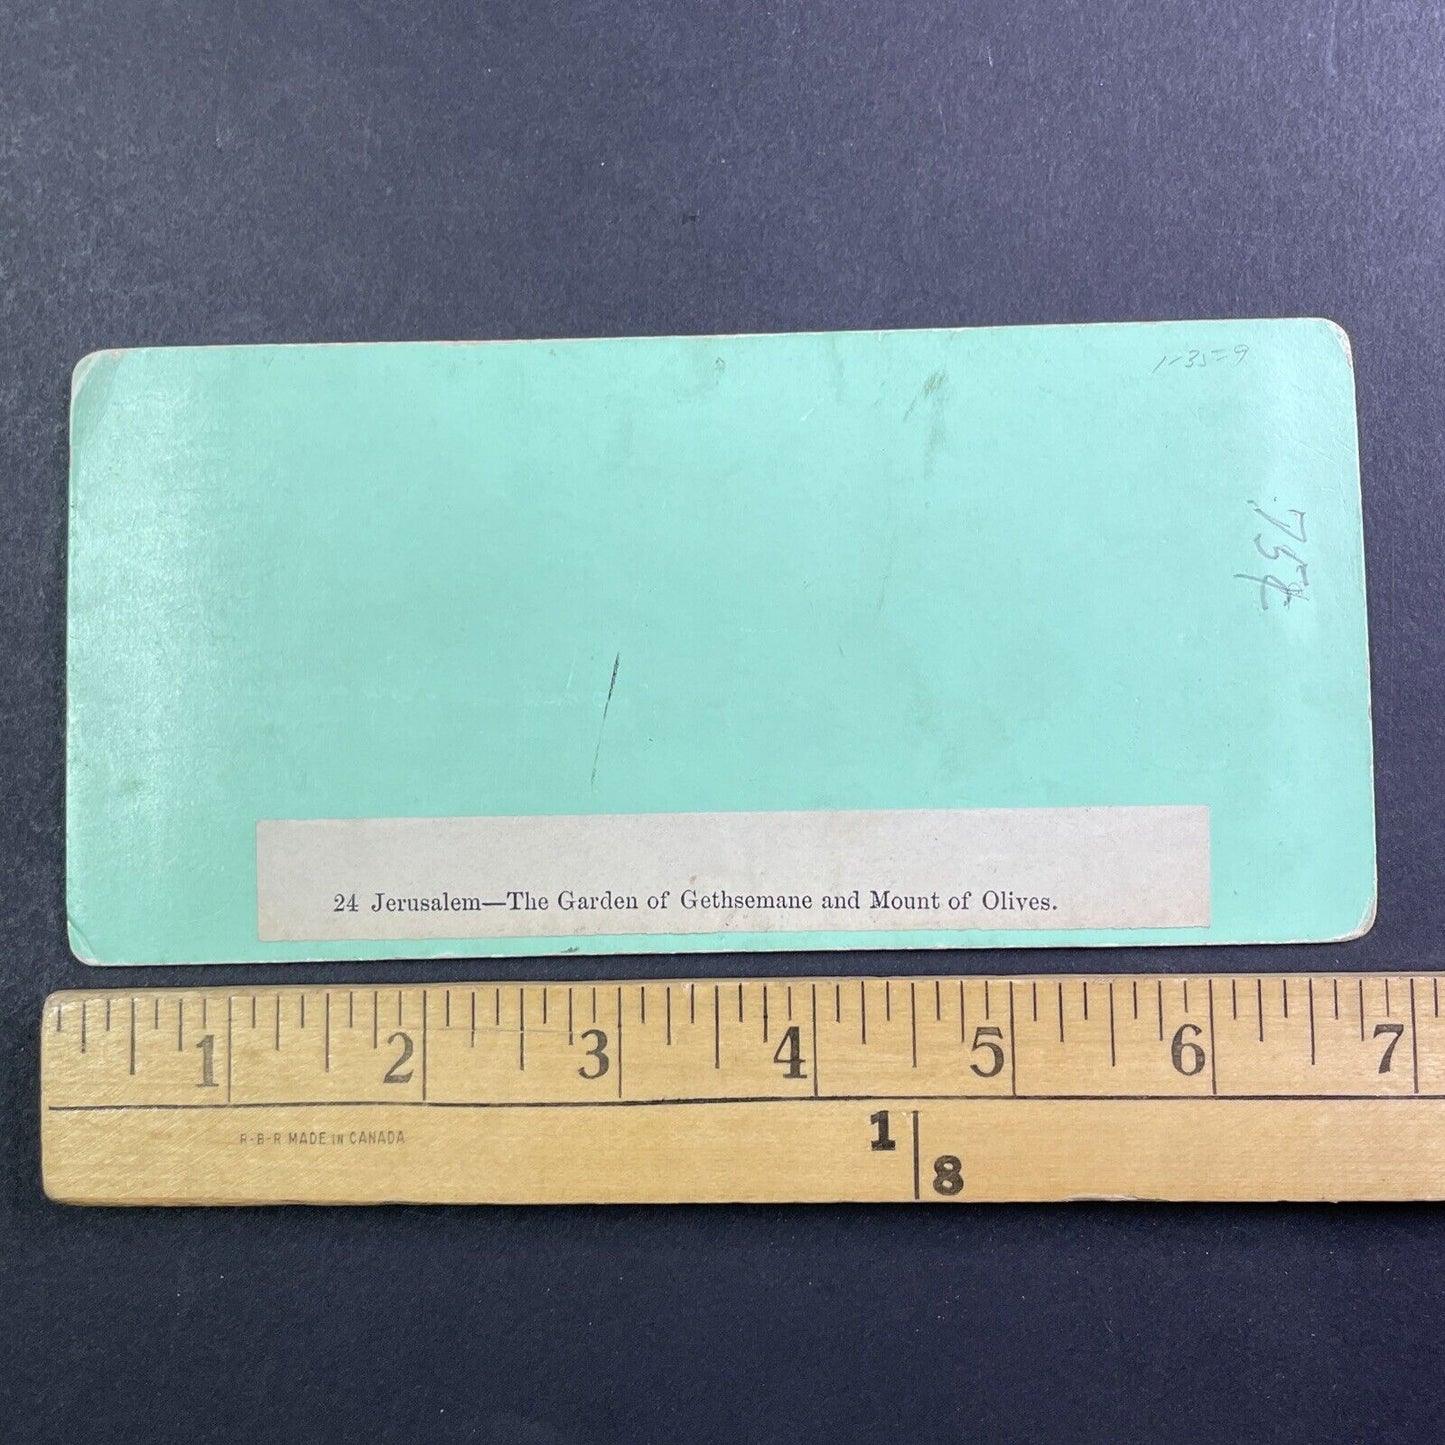 1-35-9
.75¢
24 Jerusalem—The Garden of Gethsemane and Mount of Olives.
1 2 3 4 5 6 7
R-B-R MADE IN CANADA
1
8